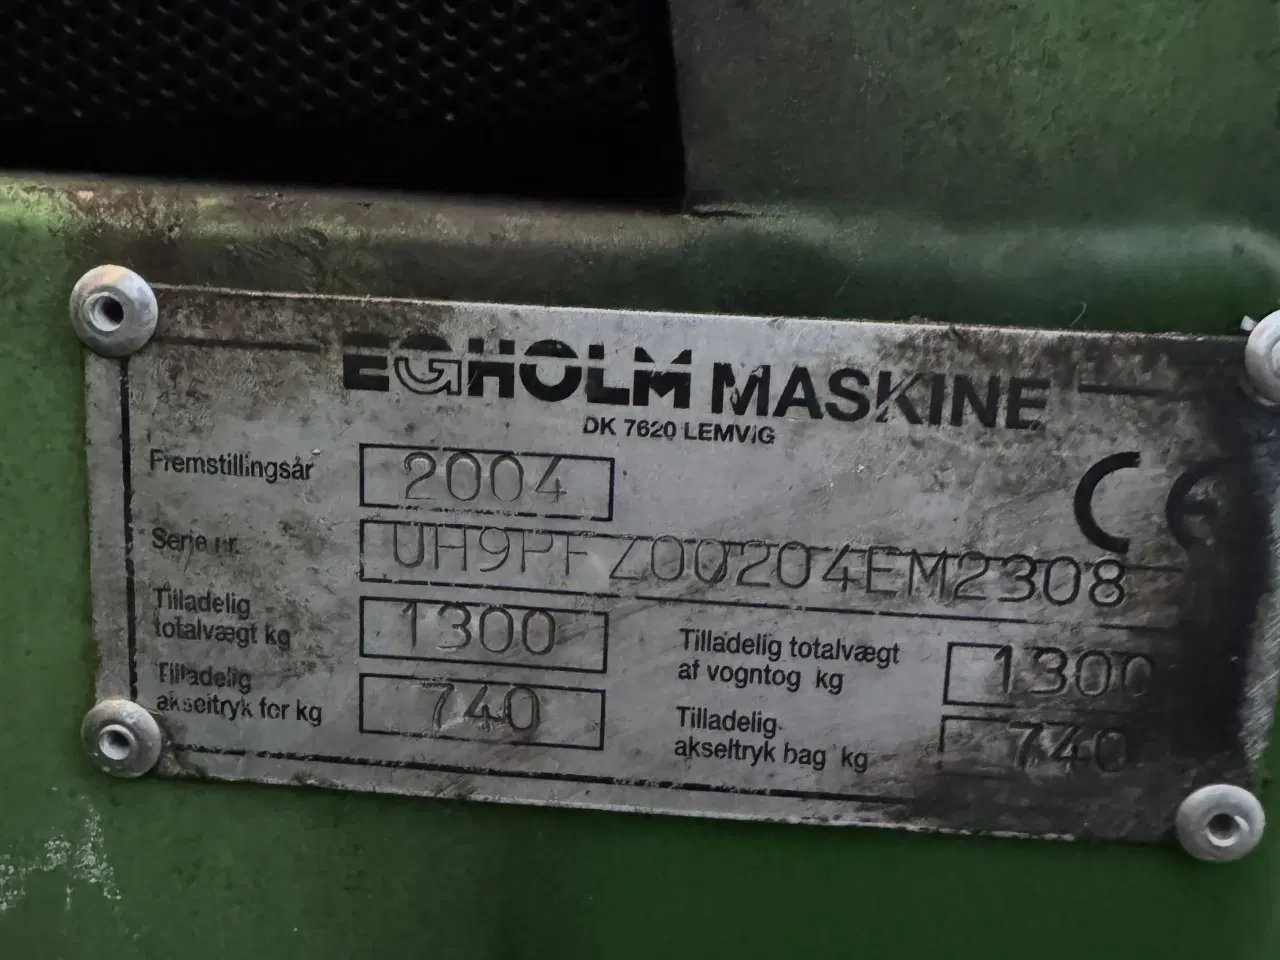 EGHOLM MASKINE
DK 7620 LEMVIG
Fremstillingsår 2004
Serie nr. UH9PFZ00204EM2308
Tilladelig
totalvægt kg 1300
Tilladelig totalvægt
af vogntog kg 1300
Tilladelig
akseltryk for kg 740
Tilladelig
akseltryk bag kg 740
CE